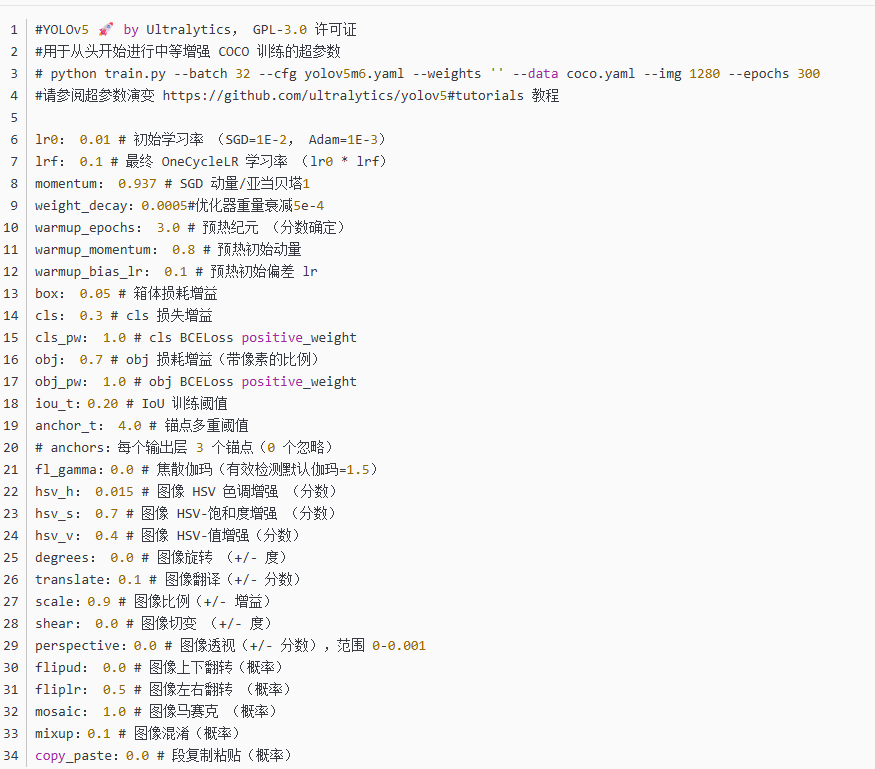 1 #YOLOv5 🚀 by Ultralytics， GPL-3.0 许可证
2 #用于从头开始进行中等增强 COCO 训练的超参数
3 # python train.py --batch 32 --cfg yolov5m6.yaml --weights '' --data coco.yaml --img 1280 --epochs 300
4 #请参阅超参数演变 https://github.com/ultralytics/yolov5#tutorials 教程
5
6 lr0： 0.01 # 初始学习率 （SGD=1E-2， Adam=1E-3）
7 lrf： 0.1 # 最终 OneCycleLR 学习率 （lr0 * lrf）
8 momentum： 0.937 # SGD 动量/亚当贝塔1
9 weight_decay：0.0005#优化器重量衰减5e-4
10 warmup_epochs： 3.0 # 预热纪元 （分数确定）
11 warmup_momentum： 0.8 # 预热初始动量
12 warmup_bias_lr： 0.1 # 预热初始偏差 lr
13 box： 0.05 # 箱体损耗增益
14 cls： 0.3 # cls 损失增益
15 cls_pw： 1.0 # cls BCELoss positive_weight
16 obj： 0.7 # obj 损耗增益（带像素的比例）
17 obj_pw： 1.0 # obj BCELoss positive_weight
18 iou_t：0.20 # IoU 训练阈值
19 anchor_t： 4.0 # 锚点多重阈值
20 # anchors：每个输出层 3 个锚点（0 个忽略）
21 fl_gamma：0.0 # 焦散伽玛（有效检测默认伽玛=1.5）
22 hsv_h： 0.015 # 图像 HSV 色调增强 （分数）
23 hsv_s： 0.7 # 图像 HSV-饱和度增强 （分数）
24 hsv_v： 0.4 # 图像 HSV-值增强（分数）
25 degrees： 0.0 # 图像旋转 （+/- 度）
26 translate：0.1 # 图像翻译（+/- 分数）
27 scale：0.9 # 图像比例（+/- 增益）
28 shear： 0.0 # 图像切变 （+/- 度）
29 perspective：0.0 # 图像透视（+/- 分数），范围 0-0.001
30 flipud： 0.0 # 图像上下翻转（概率）
31 fliplr： 0.5 # 图像左右翻转 （概率）
32 mosaic： 1.0 # 图像马赛克 （概率）
33 mixup：0.1 # 图像混淆（概率）
34 copy_paste：0.0 # 段复制粘贴（概率）